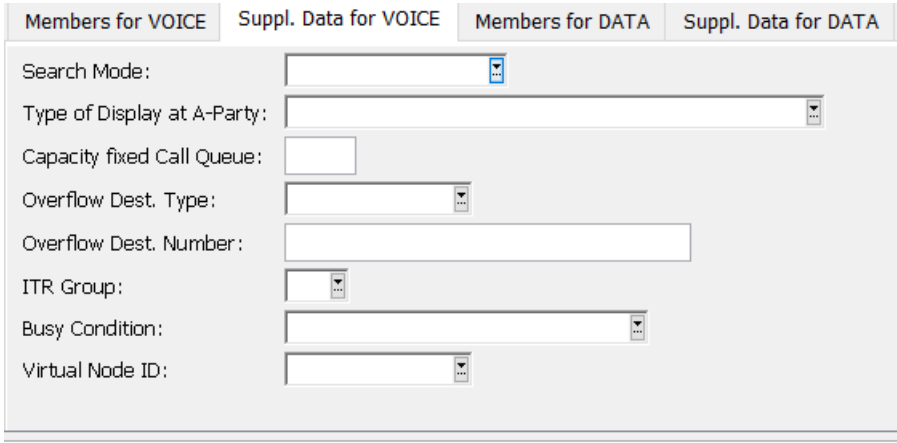 Members for VOICE Suppl. Data for VOICE Members for DATA Suppl. Data for DATA
Search Mode:
Type of Display at A-Party:
Capacity fixed Call Queue:
Overflow Dest. Type:
Overflow Dest. Number:
ITR Group:
Busy Condition:
Virtual Node ID: